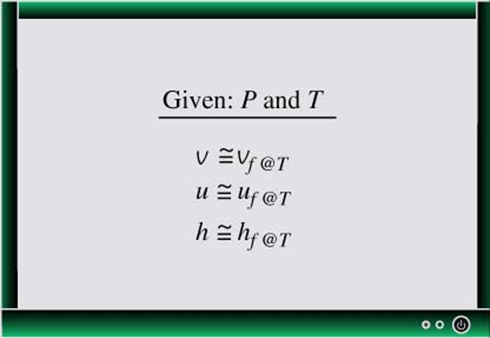 Given: P and T
v ≅ v_f @ T
u ≅ u_f @ T
h ≅ h_f @ T